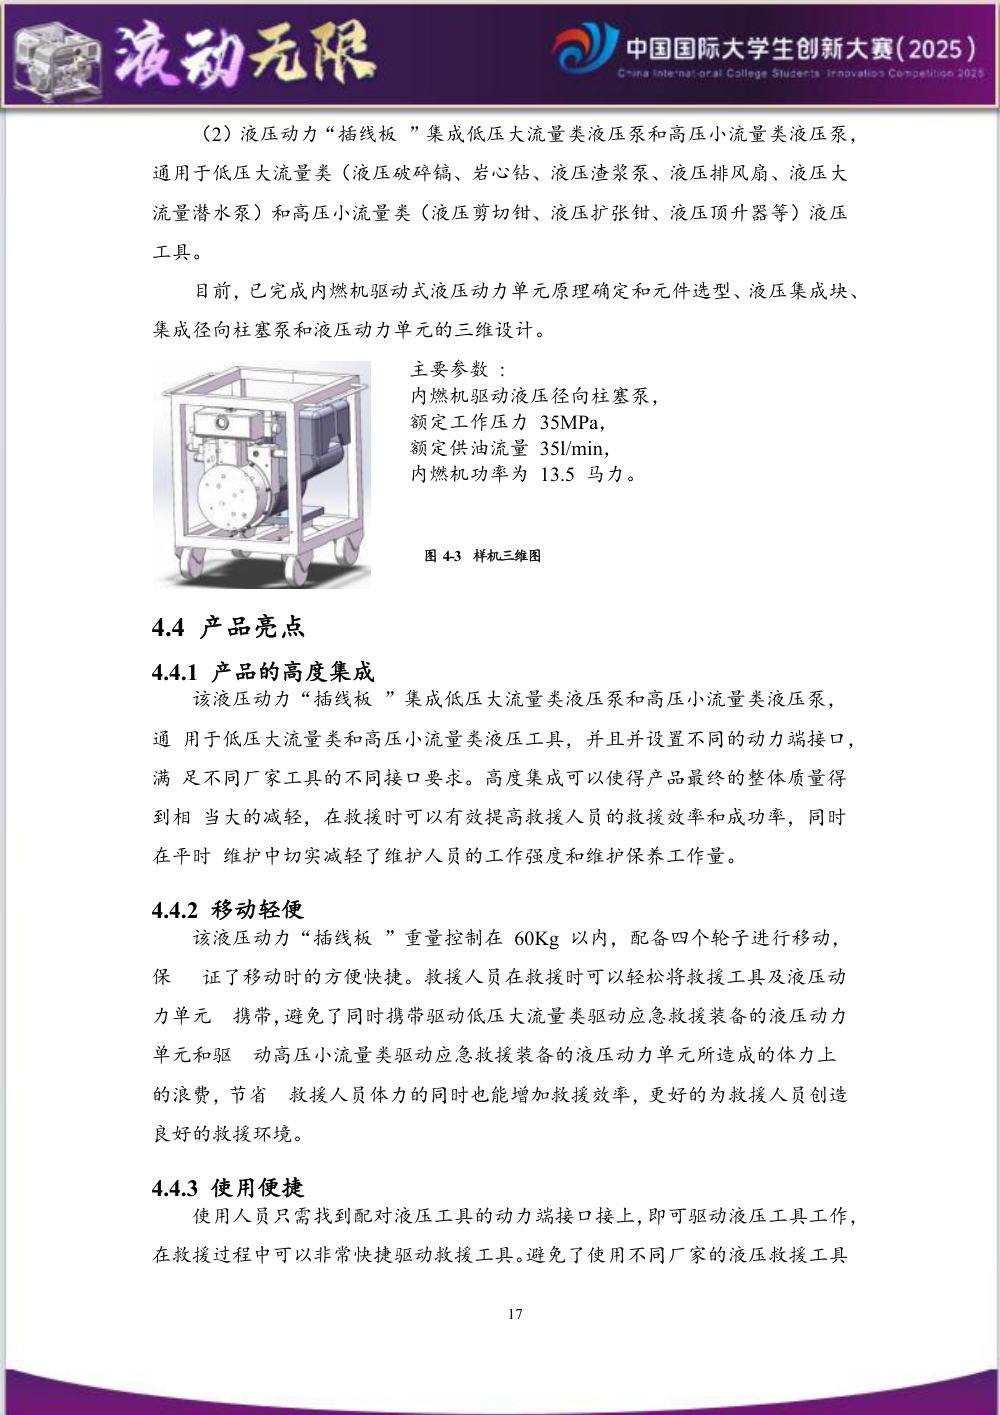 液动无限
中国国际大学生创新大赛(2025)
China International College Students Innovation Competition 2025
（2）液压动力“插线板 ”集成低压大流量类液压泵和高压小流量类液压泵，
通用于低压大流量类（液压破碎镐、岩心钻、液压渣浆泵、液压排风扇、液压大
流量潜水泵）和高压小流量类（液压剪切钳、液压扩张钳、液压顶升器等）液压
工具。
目前，已完成内燃机驱动式液压动力单元原理确定和元件选型、液压集成块、
集成径向柱塞泵和液压动力单元的三维设计。
主要参数 :
内燃机驱动液压径向柱塞泵，
额定工作压力 35MPa，
额定供油流量 35l/min，
内燃机功率为 13.5 马力。
图 4-3 样机三维图
4.4 产品亮点
4.4.1 产品的高度集成
该液压动力“插线板 ”集成低压大流量类液压泵和高压小流量类液压泵，
通 用于低压大流量类和高压小流量类液压工具，并且并设置不同的动力端接口，
满 足不同厂家工具的不同接口要求。高度集成可以使得产品最终的整体质量得
到相 当大的减轻，在救援时可以有效提高救援人员的救援效率和成功率，同时
在平时 维护中切实减轻了维护人员的工作强度和维护保养工作量。
4.4.2 移动轻便
该液压动力“插线板 ”重量控制在 60Kg 以内，配备四个轮子进行移动，
保 证了移动时的方便快捷。救援人员在救援时可以轻松将救援工具及液压动
力单元 携带，避免了同时携带驱动低压大流量类驱动应急救援装备的液压动力
单元和驱 动高压小流量类驱动应急救援装备的液压动力单元所造成的体力上
的浪费，节省 救援人员体力的同时也能增加救援效率，更好的为救援人员创造
良好的救援环境。
4.4.3 使用便捷
使用人员只需找到配对液压工具的动力端接口接上，即可驱动液压工具工作，
在救援过程中可以非常快捷驱动救援工具。避免了使用不同厂家的液压救援工具
17